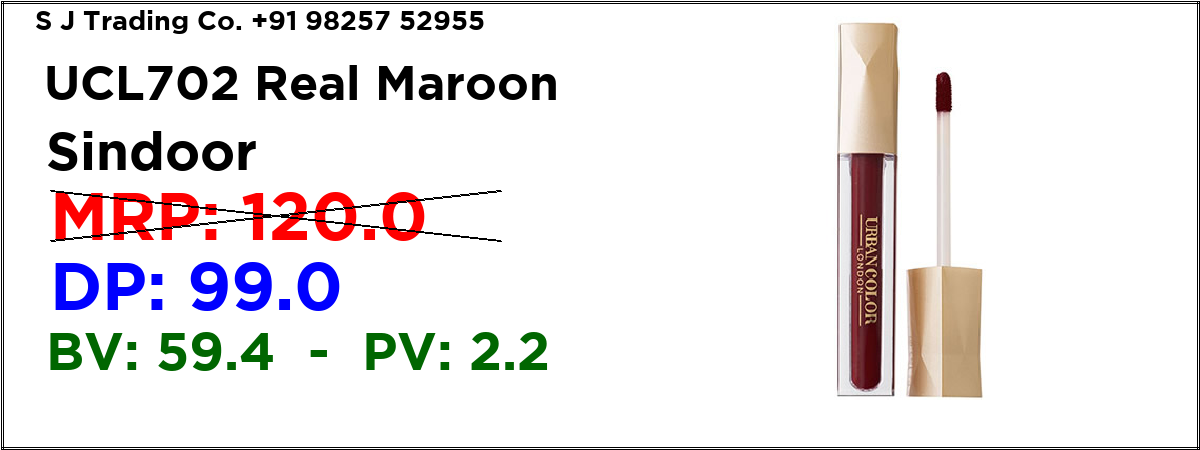 S J Trading Co. +91 98257 52955
UCL702 Real Maroon
Sindoor
MRP: 120.0
DP: 99.0
BV: 59.4 - PV: 2.2
URBAN COLOR
LONDON